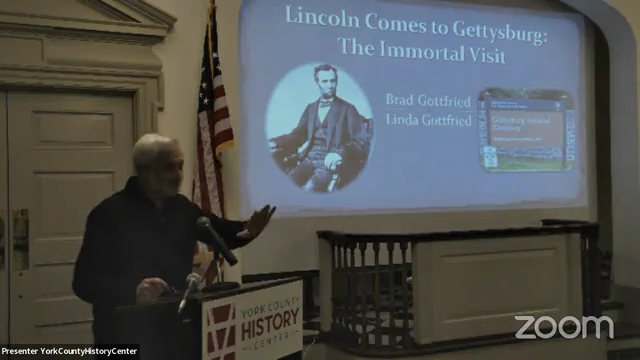 Lincoln Comes to Gettysburg:
The Immortal Visit
Brad Gottfried
Linda Gottfried
Gettysburg National
Cemetery
YORK COUNTY
HISTORY
CENTER
Presenter YorkCountyHistoryCenter
zoom